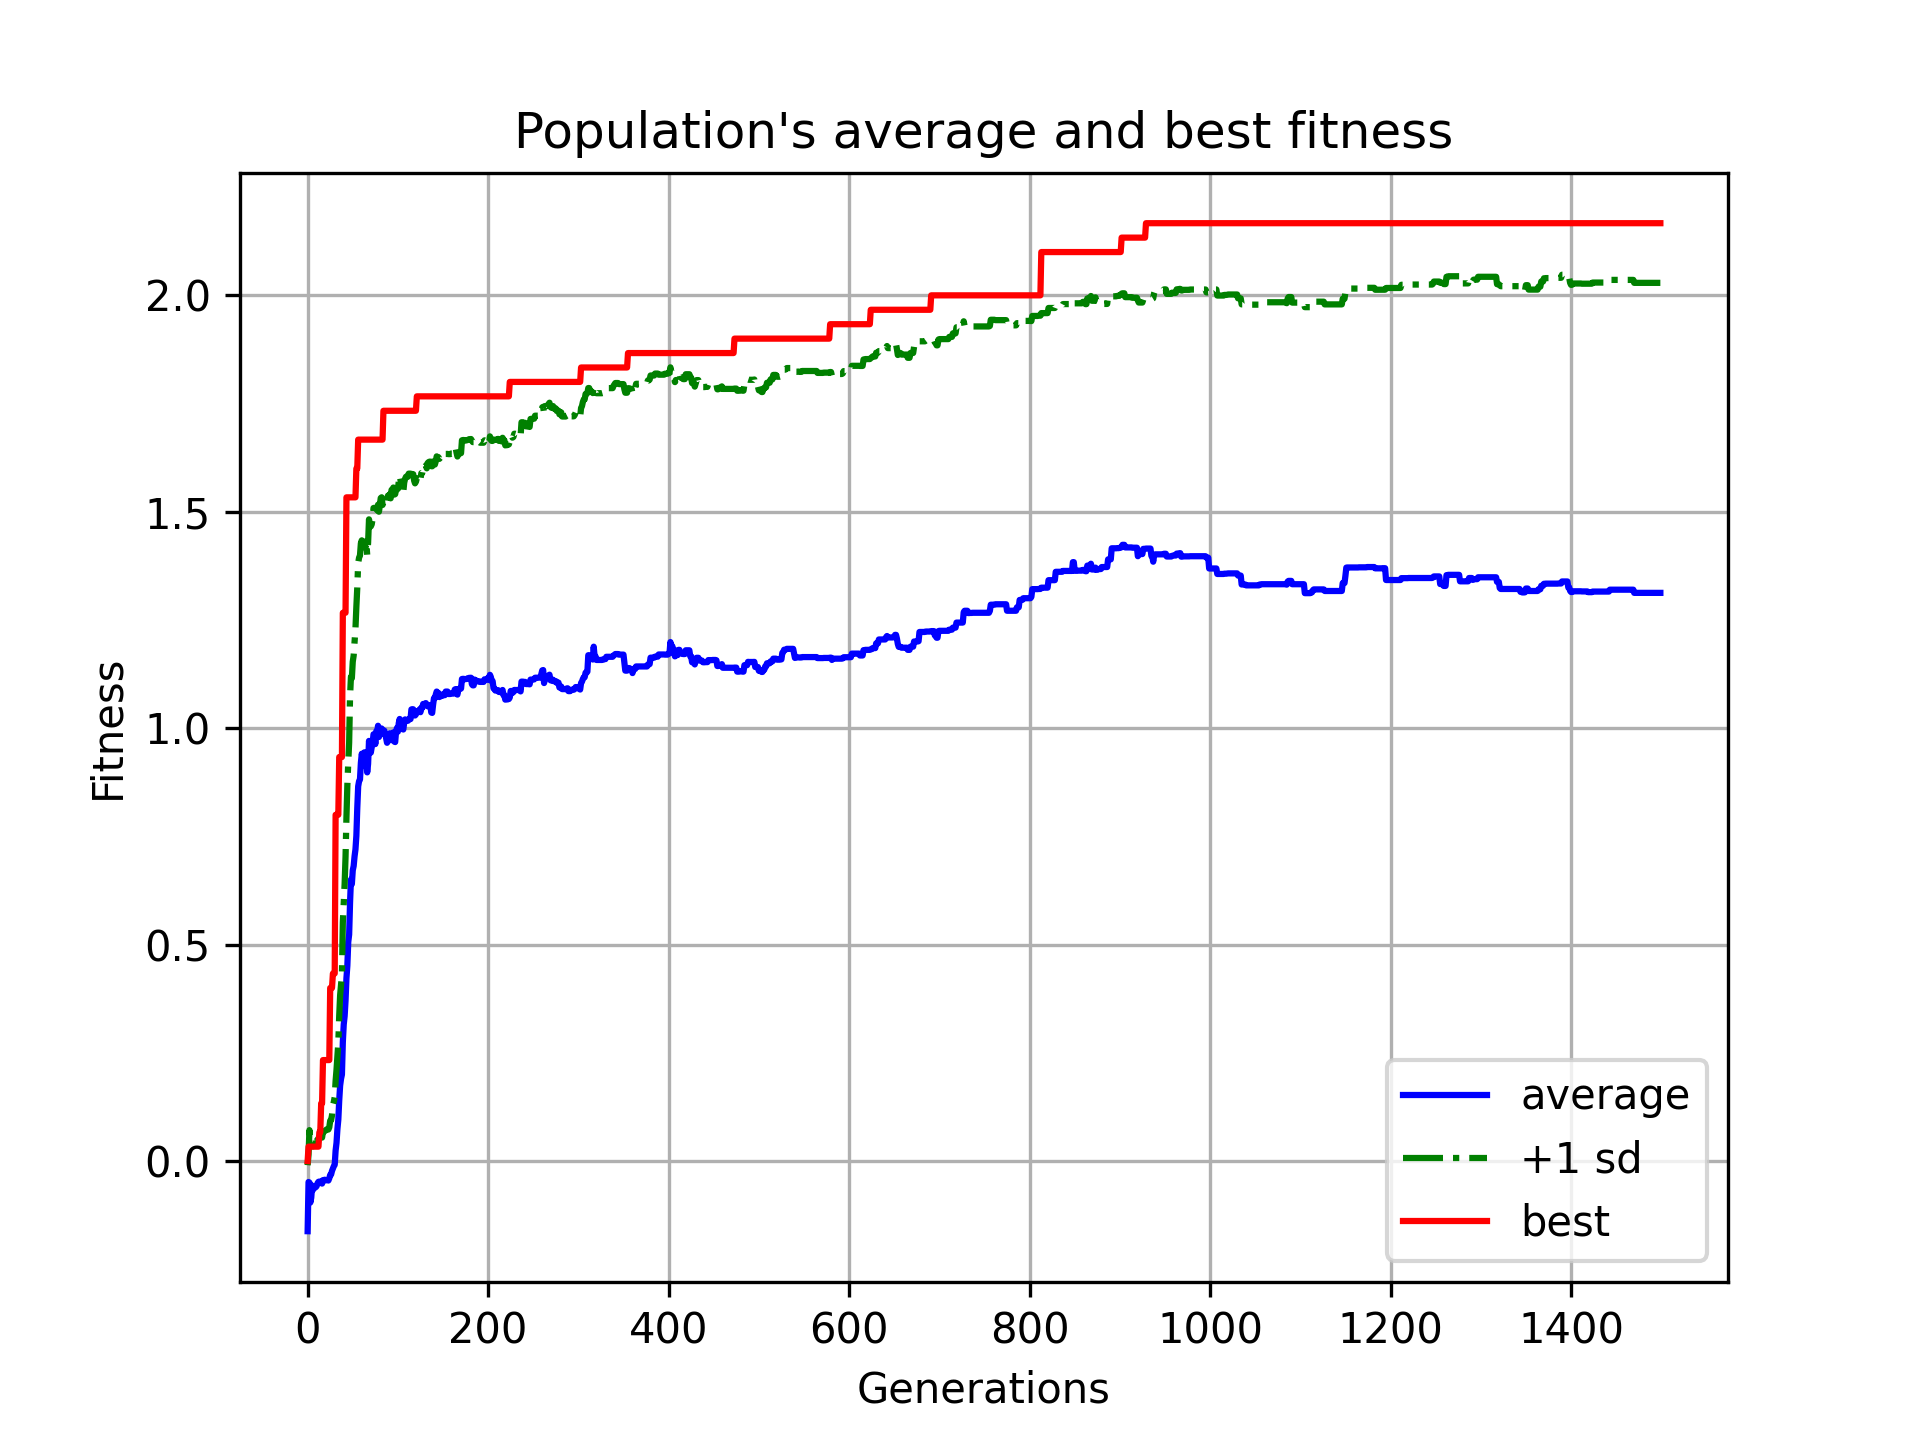 Population's average and best fitness
Fitness
2.0
1.5
1.0
0.5
0.0
0 200 400 600 800 1000 1200 1400
Generations
average
+1 sd
best